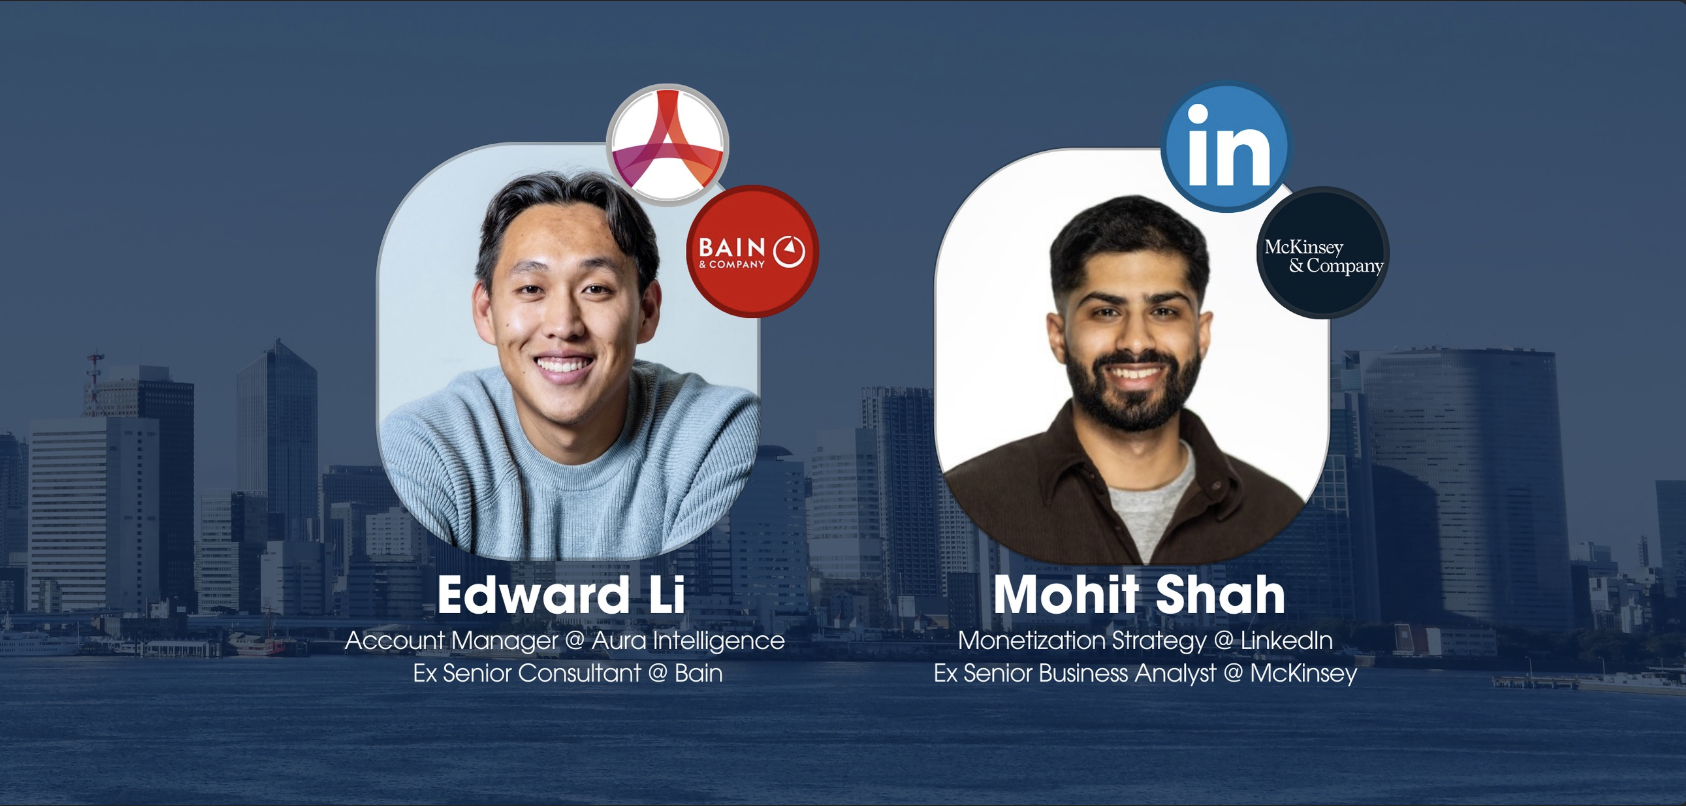 in
BAIN
& COMPANY
McKinsey
& Company
Edward Li
Account Manager @ Aura Intelligence
Ex Senior Consultant @ Bain
Mohit Shah
Monetization Strategy @ LinkedIn
Ex Senior Business Analyst @ McKinsey